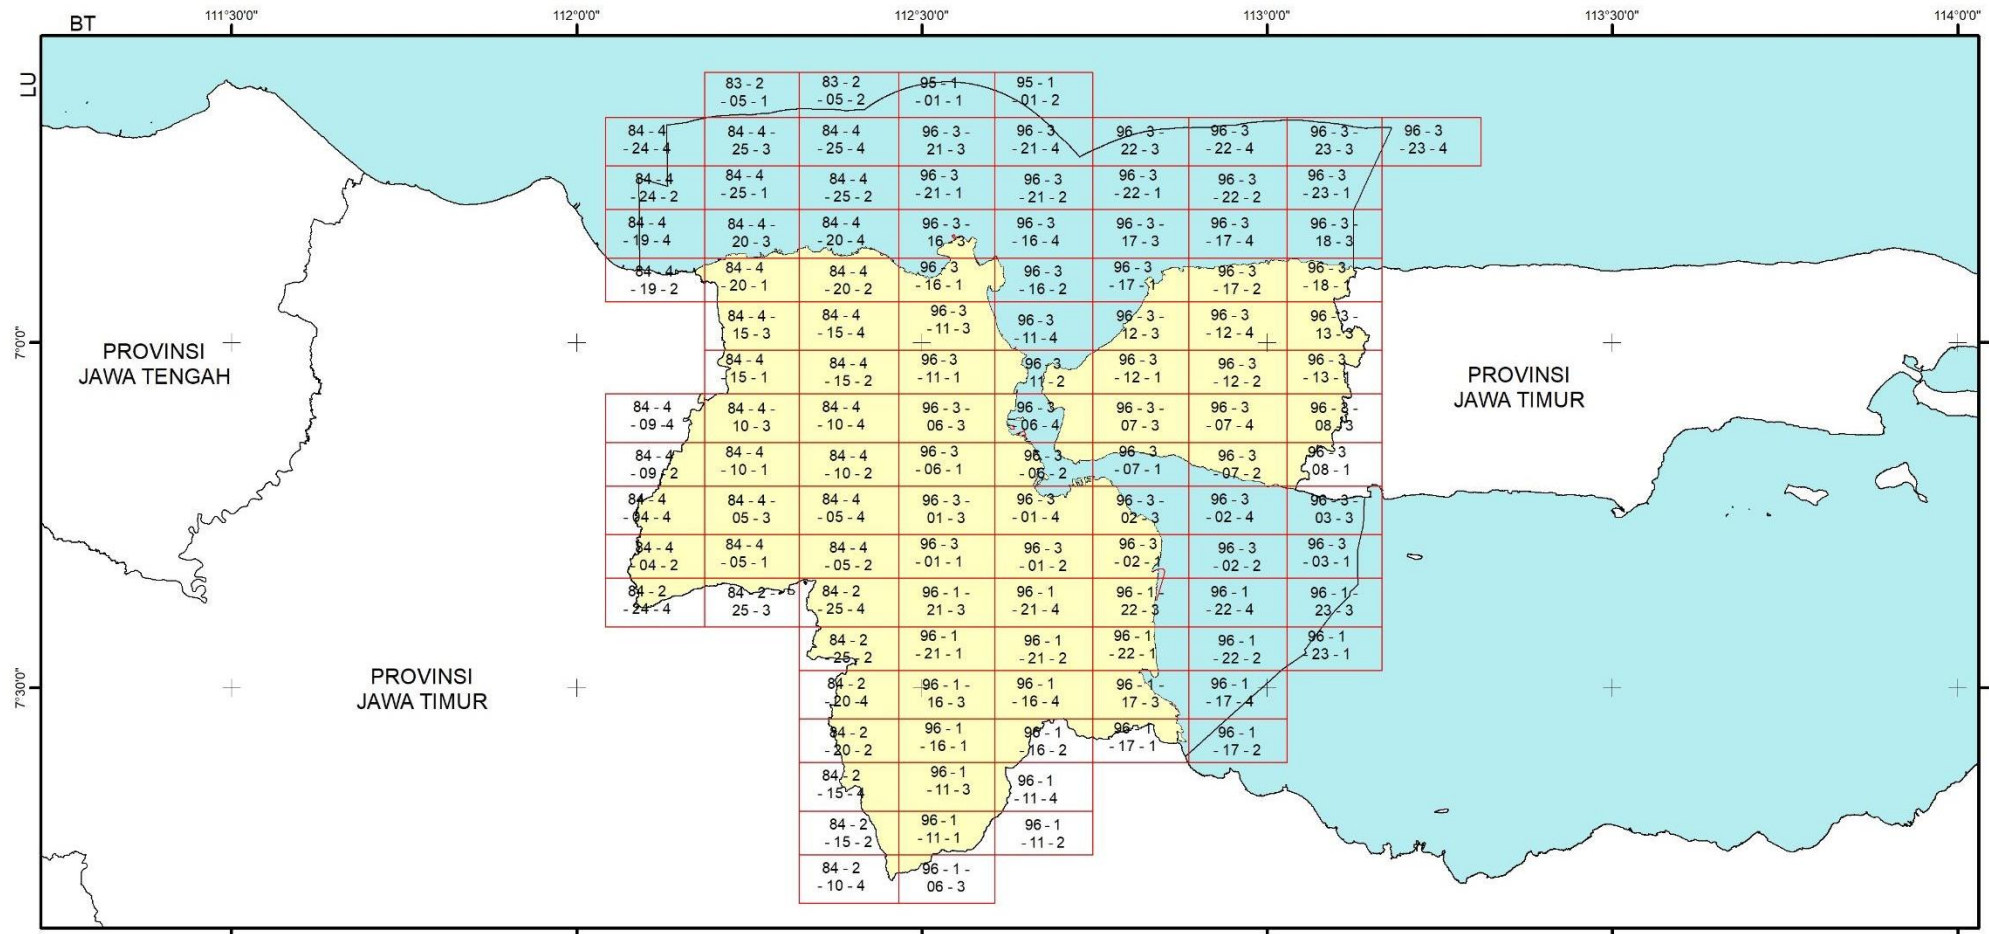 111°30'0"
112°0'0"
112°30'0"
113°0'0"
113°30'0"
114°0'0"
BT
LU
83 - 2
- 05 - 1
83 - 2
- 05 - 2
95 - 1
- 01 - 1
95 - 1
- 01 - 2
84 - 4
- 24 - 4
84 - 4 -
25 - 3
84 - 4
- 25 - 4
96 - 3 -
21 - 3
96 - 3
- 21 - 4
96 - 3 -
22 - 3
96 - 3
- 22 - 4
96 - 3 -
23 - 3
96 - 3
- 23 - 4
84 - 4
- 24 - 2
84 - 4
- 25 - 1
84 - 4
- 25 - 2
96 - 3
- 21 - 1
96 - 3
- 21 - 2
96 - 3
- 22 - 1
96 - 3
- 22 - 2
96 - 3
- 23 - 1
84 - 4
- 19 - 4
84 - 4 -
20 - 3
84 - 4
- 20 - 4
96 - 3 -
16 - 3
96 - 3
- 16 - 4
96 - 3 -
17 - 3
96 - 3
- 17 - 4
96 - 3 -
18 - 3
84 - 4
- 19 - 2
84 - 4
- 20 - 1
84 - 4
- 20 - 2
96 - 3
- 16 - 1
96 - 3
- 16 - 2
96 - 3
- 17 - 1
96 - 3
- 17 - 2
96 - 3
- 18 - 1
84 - 4 -
15 - 3
84 - 4
- 15 - 4
96 - 3
- 11 - 3
96 - 3
- 11 - 4
96 - 3 -
12 - 3
96 - 3
- 12 - 4
96 - 3 -
13 - 3
7°0'0"
PROVINSI
JAWA TENGAH
84 - 4
- 15 - 1
84 - 4
- 15 - 2
96 - 3
- 11 - 1
96 - 3
- 11 - 2
96 - 3
- 12 - 1
96 - 3
- 12 - 2
96 - 3
- 13 - 1
PROVINSI
JAWA TIMUR
84 - 4
- 09 - 4
84 - 4 -
10 - 3
84 - 4
- 10 - 4
96 - 3 -
06 - 3
96 - 3
- 06 - 4
96 - 3 -
07 - 3
96 - 3
- 07 - 4
96 - 3 -
08 - 3
84 - 4
- 09 - 2
84 - 4
- 10 - 1
84 - 4
- 10 - 2
96 - 3
- 06 - 1
96 - 3
- 06 - 2
96 - 3
- 07 - 1
96 - 3
- 07 - 2
96 - 3
- 08 - 1
84 - 4
- 04 - 4
84 - 4 -
05 - 3
84 - 4
- 05 - 4
96 - 3 -
01 - 3
96 - 3
- 01 - 4
96 - 3 -
02 - 3
96 - 3
- 02 - 4
96 - 3 -
03 - 3
84 - 4
- 04 - 2
84 - 4
- 05 - 1
84 - 4
- 05 - 2
96 - 3
- 01 - 1
96 - 3
- 01 - 2
96 - 3
- 02 - 1
96 - 3
- 02 - 2
96 - 3
- 03 - 1
84 - 2
- 24 - 4
84 - 2 -
25 - 3
84 - 2
- 25 - 4
96 - 1 -
21 - 3
96 - 1
- 21 - 4
96 - 1 -
22 - 3
96 - 1
- 22 - 4
96 - 1 -
23 - 3
84 - 2
- 25 - 2
96 - 1
- 21 - 1
96 - 1
- 21 - 2
96 - 1
- 22 - 1
96 - 1
- 22 - 2
96 - 1
- 23 - 1
7°30'0"
PROVINSI
JAWA TIMUR
84 - 2
- 20 - 4
96 - 1 -
16 - 3
96 - 1
- 16 - 4
96 - 1 -
17 - 3
96 - 1
- 17 - 4
84 - 2
- 20 - 2
96 - 1
- 16 - 1
96 - 1
- 16 - 2
96 - 1
- 17 - 1
96 - 1
- 17 - 2
84 - 2
- 15 - 4
96 - 1
- 11 - 3
96 - 1
- 11 - 4
84 - 2
- 15 - 2
96 - 1
- 11 - 1
96 - 1
- 11 - 2
84 - 2
- 10 - 4
96 - 1 -
06 - 3